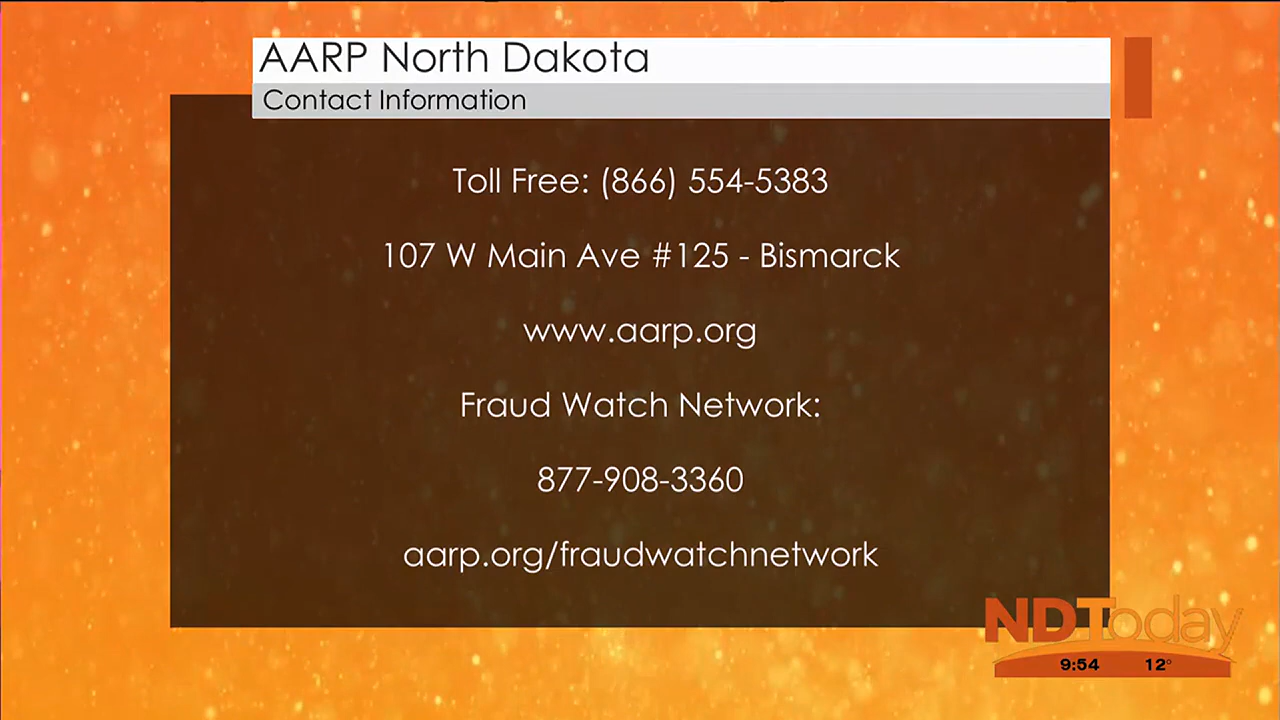 AARP North Dakota
Contact Information
Toll Free: (866) 554-5383
107 W Main Ave #125 - Bismarck
www.aarp.org
Fraud Watch Network:
877-908-3360
aarp.org/fraudwatchnetwork
NDToday
9:54 12°